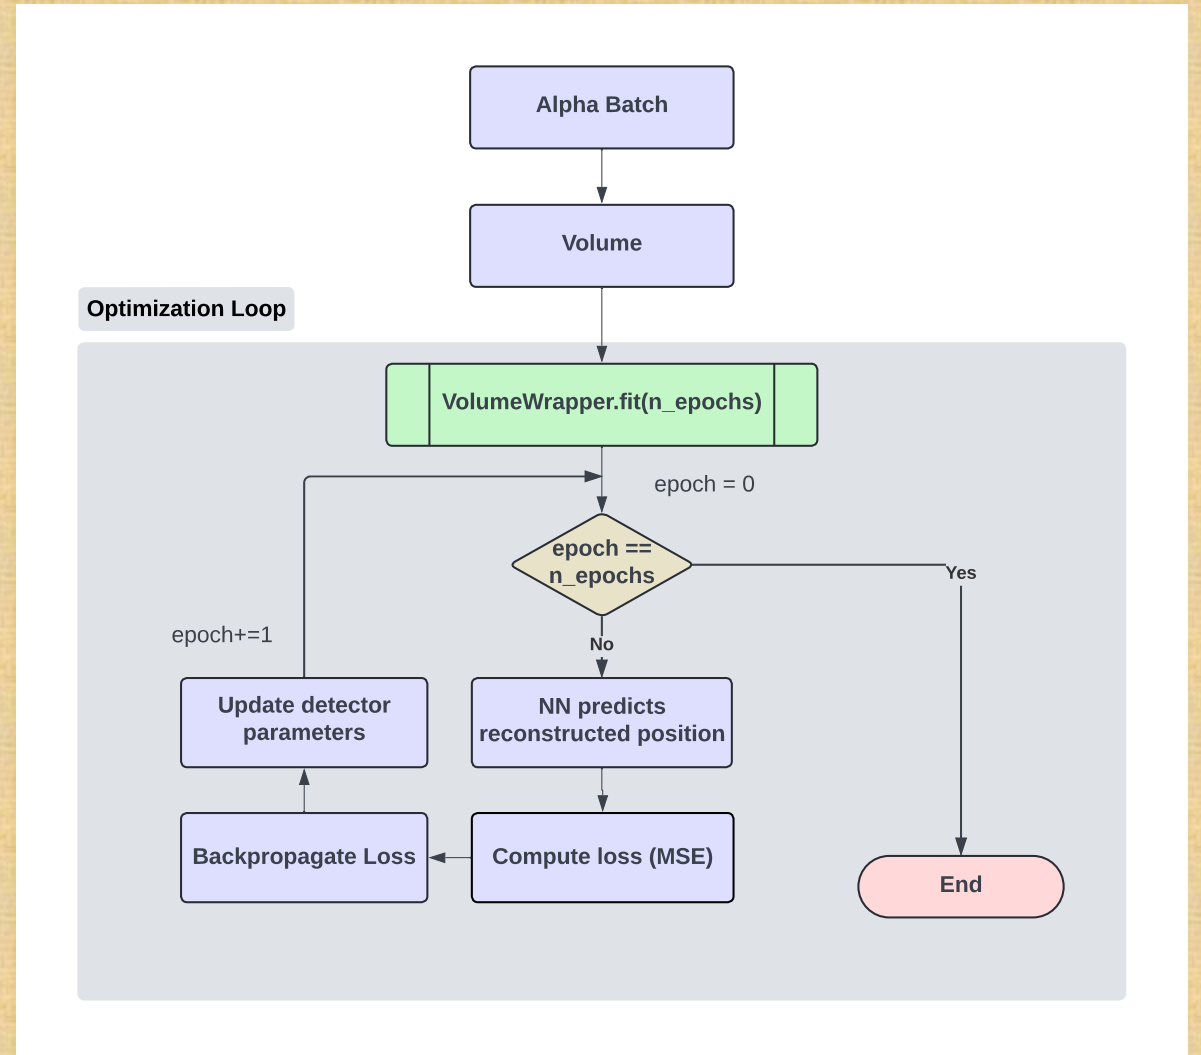 Alpha Batch
Volume
Optimization Loop
VolumeWrapper.fit(n_epochs)
epoch = 0
epoch ==
n_epochs
Yes
No
epoch+=1
Update detector
parameters
NN predicts
reconstructed position
Backpropagate Loss
Compute loss (MSE)
End